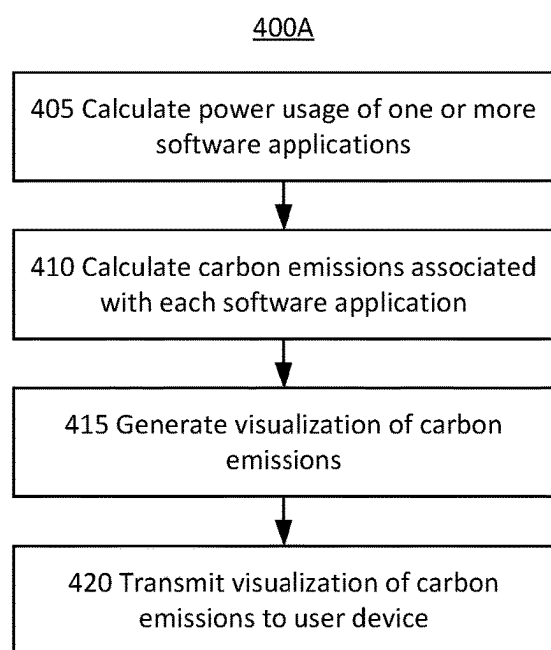 400A
405 Calculate power usage of one or more
software applications
410 Calculate carbon emissions associated
with each software application
415 Generate visualization of carbon
emissions
420 Transmit visualization of carbon
emissions to user device